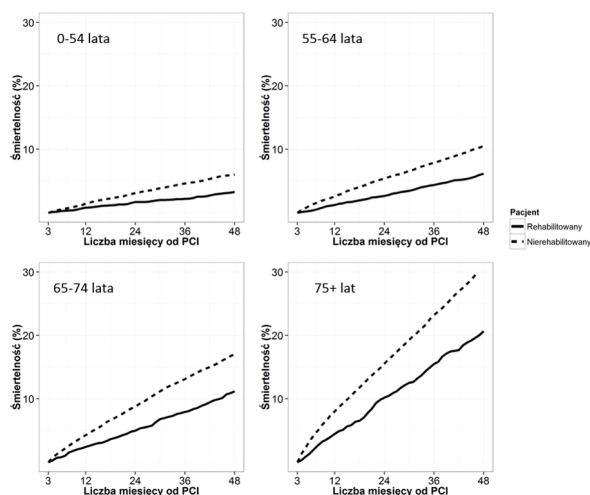 30
20
10
0-54 lata
Śmiertelność (%)
3 12 24 36 48
Liczba miesięcy od PCI
30
20
10
55-64 lata
Śmiertelność (%)
3 12 24 36 48
Liczba miesięcy od PCI
Pacjent
Rehabilitowany
Nierehabilitowany
30
20
10
65-74 lata
Śmiertelność (%)
3 12 24 36 48
Liczba miesięcy od PCI
30
20
10
75+ lat
Śmiertelność (%)
3 12 24 36 48
Liczba miesięcy od PCI